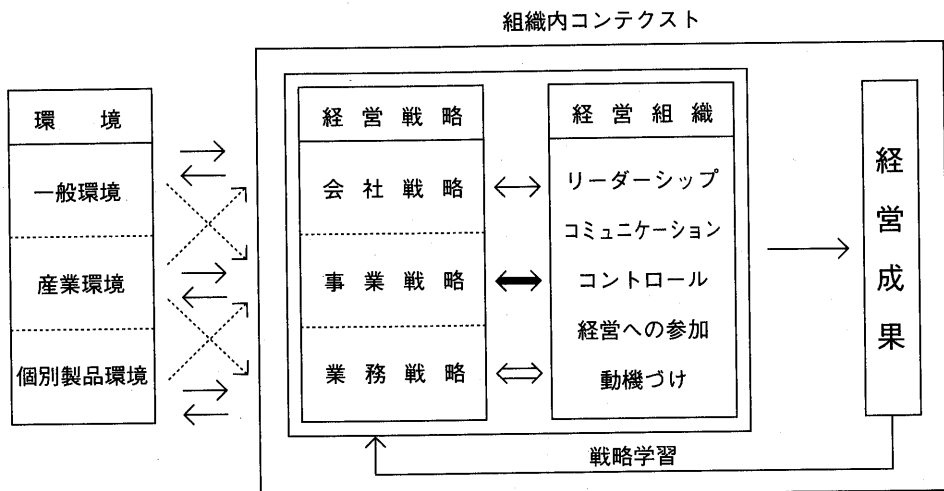 組織内コンテクスト
環境
一般環境
産業環境
個別製品環境
経営戦略
会社戦略
事業戦略
業務戦略
経営組織
リーダーシップ
コミュニケーション
コントロール
経営への参加
動機づけ
経営成果
戦略学習